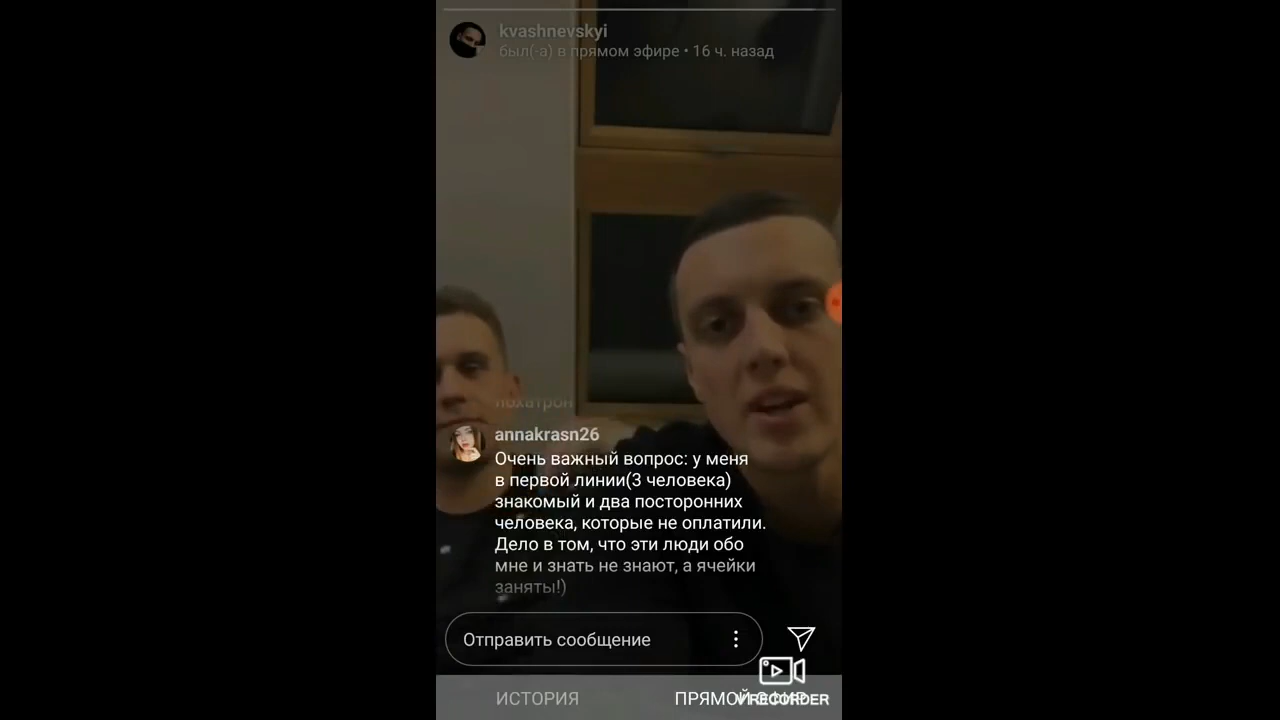 kvashnevskyi
был(-а) в прямом эфире • 16 ч. назад
похатрон
annakrasn26
Очень важный вопрос: у меня
в первой линии(3 человека)
знакомый и два посторонних
человека, которые не оплатили.
Дело в том, что эти люди обо
мне и знать не знают, а ячейки
заняты!)
Отправить сообщение
ИСТОРИЯ
ПРЯМОЙ ЭФИР
VRECORDER